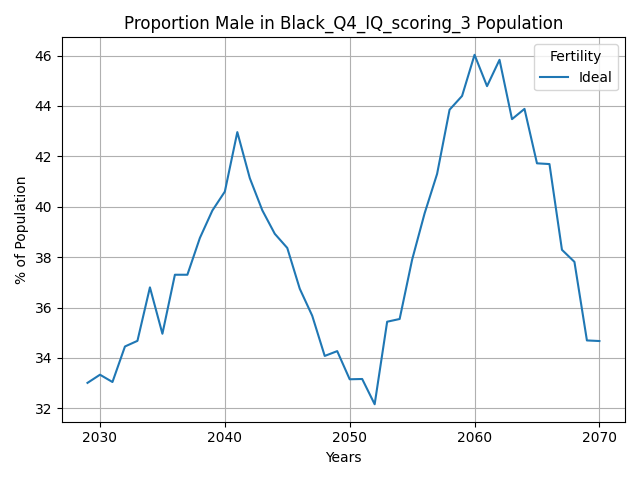 Proportion Male in Black_Q4_IQ_scoring_3 Population
Fertility
Ideal
46
44
42
40
38
36
34
32
% of Population
2030 2040 2050 2060 2070
Years